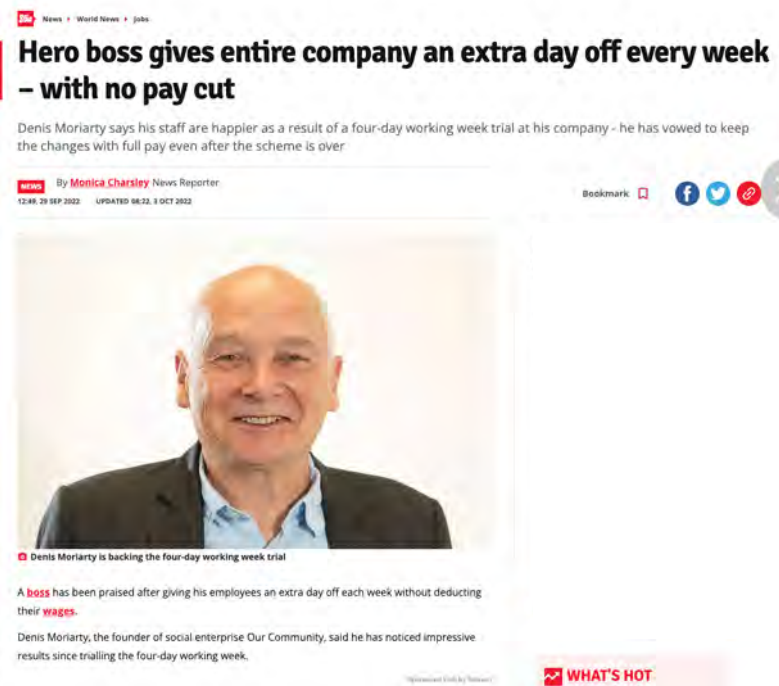 News World News Jobs
Hero boss gives entire company an extra day off every week
– with no pay cut
Denis Moriarty says his staff are happier as a result of a four-day working week trial at his company - he has vowed to keep
the changes with full pay even after the scheme is over
NEWS By Monica Charsley News Reporter
12:49, 29 SEP 2022 UPDATED 08:22, 3 OCT 2022
Bookmark
Denis Moriarty is backing the four-day working week trial
A boss has been praised after giving his employees an extra day off each week without deducting
their wages.
Denis Moriarty, the founder of social enterprise Our Community, said he has noticed impressive
results since trialling the four-day working week.
WHAT'S HOT